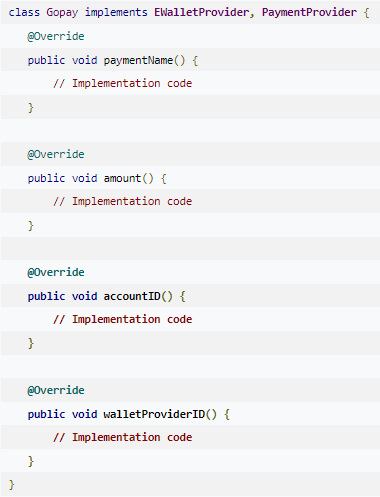 class Gopay implements EWalletProvider, PaymentProvider {
@Override
public void paymentName() {
// Implementation code
}
@Override
public void amount() {
// Implementation code
}
@Override
public void accountID() {
// Implementation code
}
@Override
public void walletProviderID() {
// Implementation code
}
}